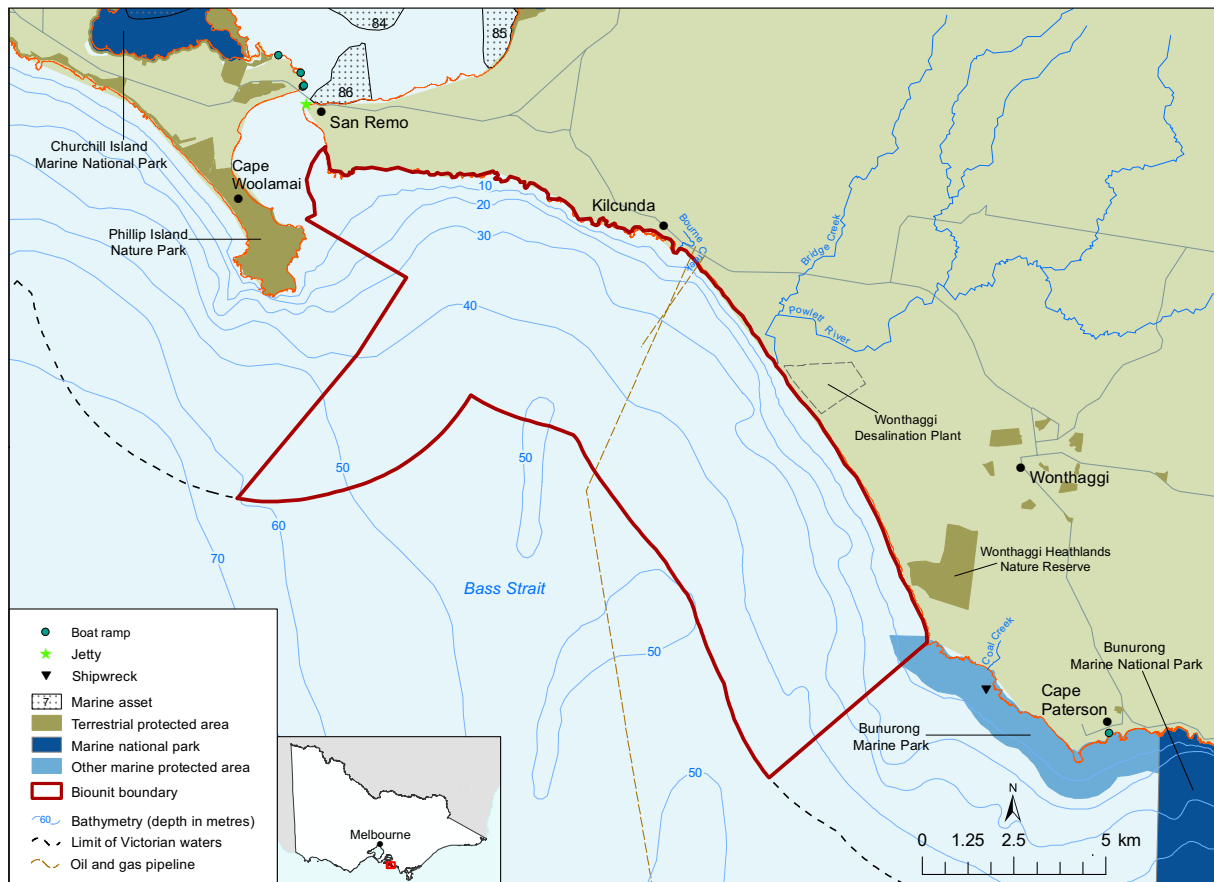 84
85
86
San Remo
Churchill Island
Marine National Park
Cape
Woolamai
Phillip Island
Nature Park
10
20
30
40
Kilcunda
Bourne Creek
Bridge Creek
Powlett River
Wonthaggi
Desalination Plant
Wonthaggi
Wonthaggi Heathlands
Nature Reserve
50
50
60
70
Bass Strait
50
50
Coal Creek
Bunurong
Marine National Park
Cape
Paterson
Bunurong
Marine Park
Boat ramp
Jetty
Shipwreck
7
Marine asset
Terrestrial protected area
Marine national park
Other marine protected area
Biounit boundary
60
Bathymetry (depth in metres)
Limit of Victorian waters
Oil and gas pipeline
Melbourne
N
0 1.25 2.5 5 km